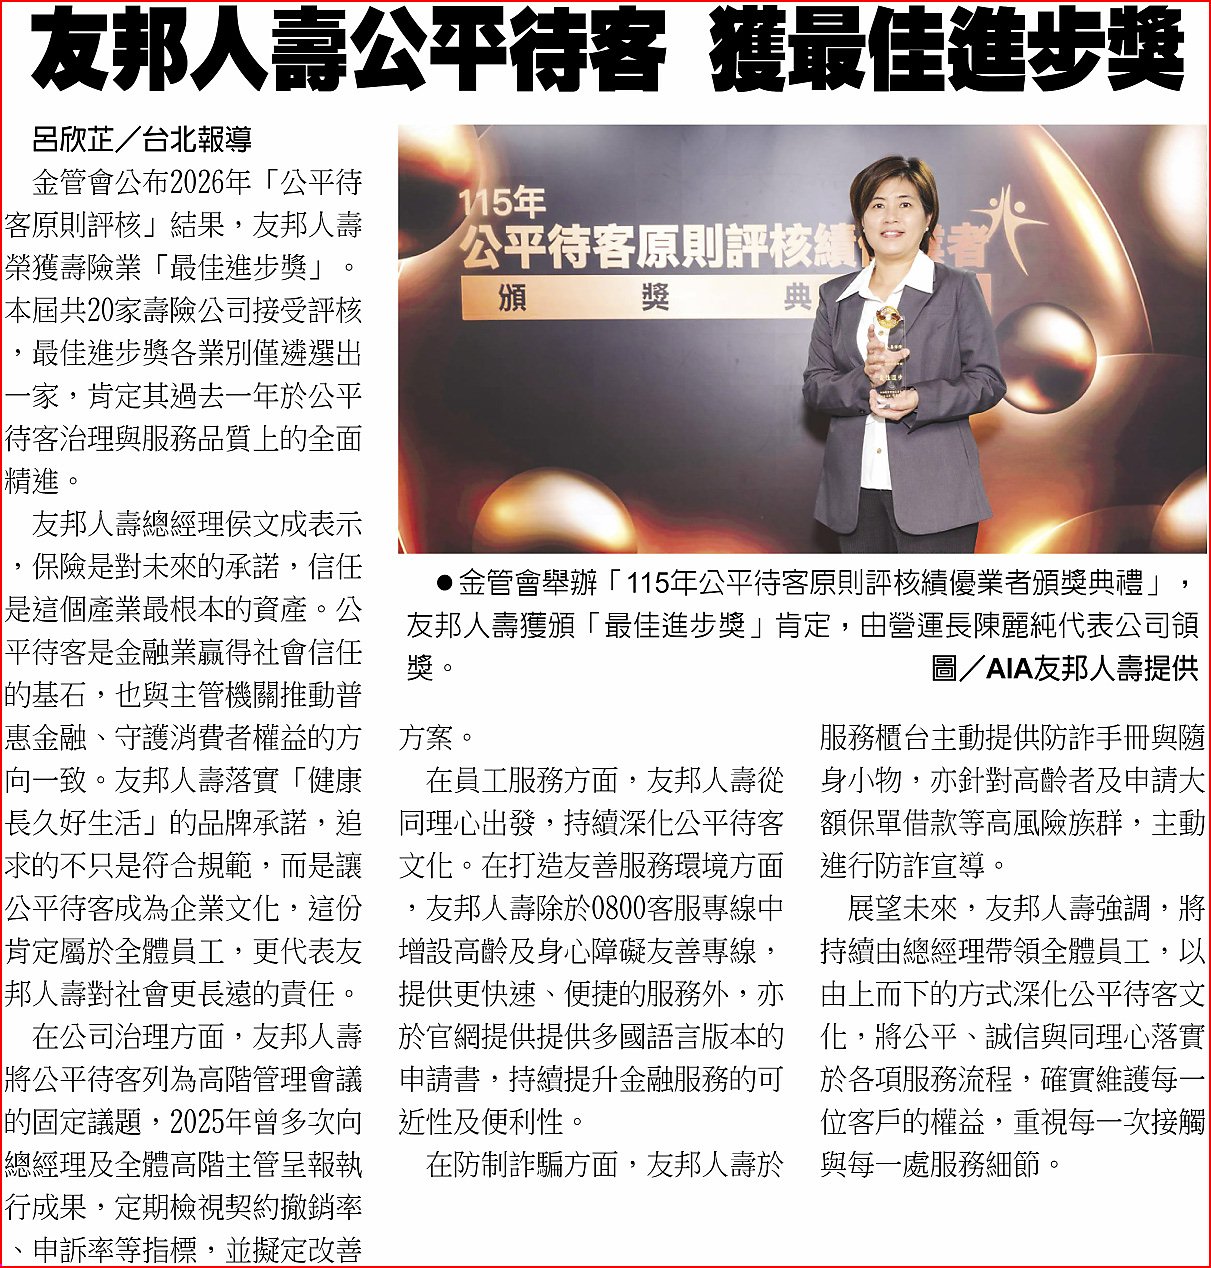 友邦人壽公平待客 獲最佳進步獎
呂欣芷／台北報導
金管會公布2026年「公平待
客原則評核」結果，友邦人壽
榮獲壽險業「最佳進步獎」。
本屆共20家壽險公司接受評核
，最佳進步獎各業別僅遴選出
一家，肯定其過去一年於公平
待客治理與服務品質上的全面
精進。
友邦人壽總經理侯文成表示
，保險是對未來的承諾，信任
是這個產業最根本的資產。公
平待客是金融業贏得社會信任
的基石，也與主管機關推動普
惠金融、守護消費者權益的方
向一致。友邦人壽落實「健康
長久好生活」的品牌承諾，追
求的不只是符合規範，而是讓
公平待客成為企業文化，這份
肯定屬於全體員工，更代表友
邦人壽對社會更長遠的責任。
在公司治理方面，友邦人壽
將公平待客列為高階管理會議
的固定議題，2025年曾多次向
總經理及全體高階主管呈報執
行成果，定期檢視契約撤銷率
、申訴率等指標，並擬定改善
115年
公平待客原則評核績優業者
頒 獎 典
●金管會舉辦「115年公平待客原則評核績優業者頒獎典禮」，
友邦人壽獲頒「最佳進步獎」肯定，由營運長陳麗純代表公司領
獎。 圖／AIA友邦人壽提供
方案。
在員工服務方面，友邦人壽從
同理心出發，持續深化公平待客
文化。在打造友善服務環境方面
，友邦人壽除於0800客服專線中
增設高齡及身心障礙友善專線，
提供更快速、便捷的服務外，亦
於官網提供提供多國語言版本的
申請書，持續提升金融服務的可
近性及便利性。
在防制詐騙方面，友邦人壽於
服務櫃台主動提供防詐手冊與隨
身小物，亦針對高齡者及申請大
額保單借款等高風險族群，主動
進行防詐宣導。
展望未來，友邦人壽強調，將
持續由總經理帶領全體員工，以
由上而下的方式深化公平待客文
化，將公平、誠信與同理心落實
於各項服務流程，確實維護每一
位客戶的權益，重視每一次接觸
與每一處服務細節。